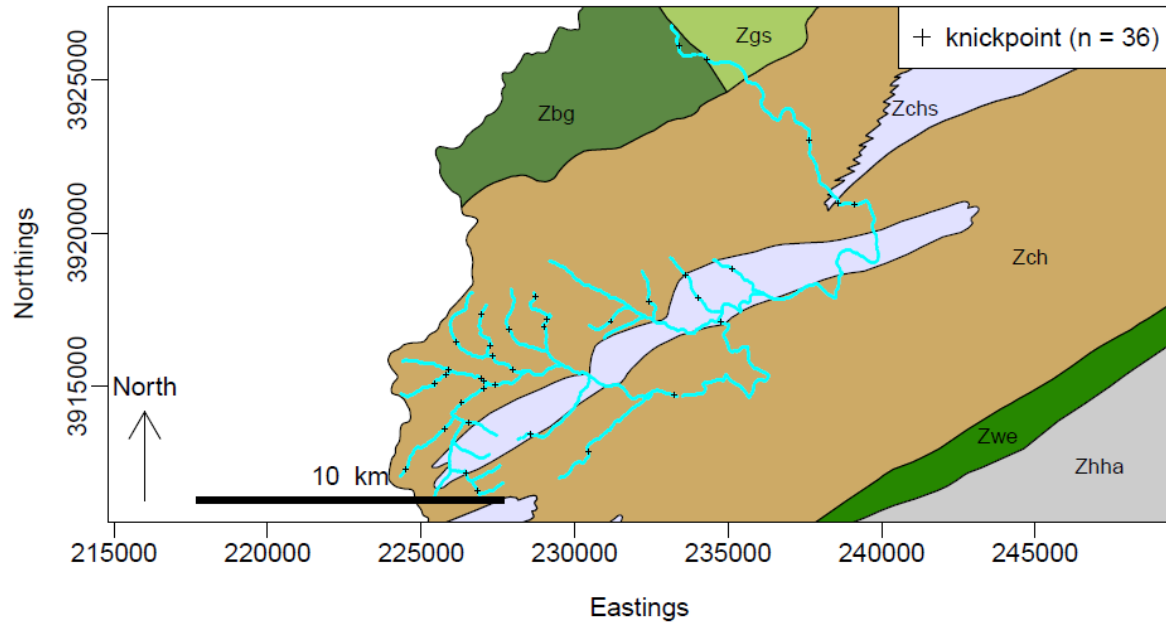 + knickpoint (n = 36)
Zgs
Zbg
Zchs
Zch
Zwe
Zhha
North
10 km
3925000
3920000
3915000
Northings
215000 220000 225000 230000 235000 240000 245000
Eastings